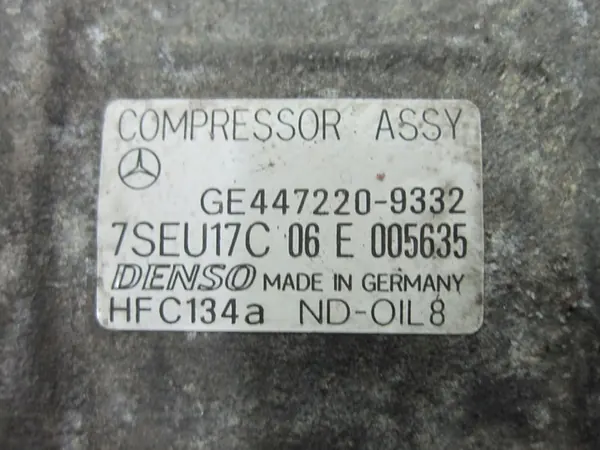 COMPRESSOR ASSY
GE447220-9332
7SEU17C 06 E 005635
DENSO MADE IN GERMANY
HFC134a ND-OIL8